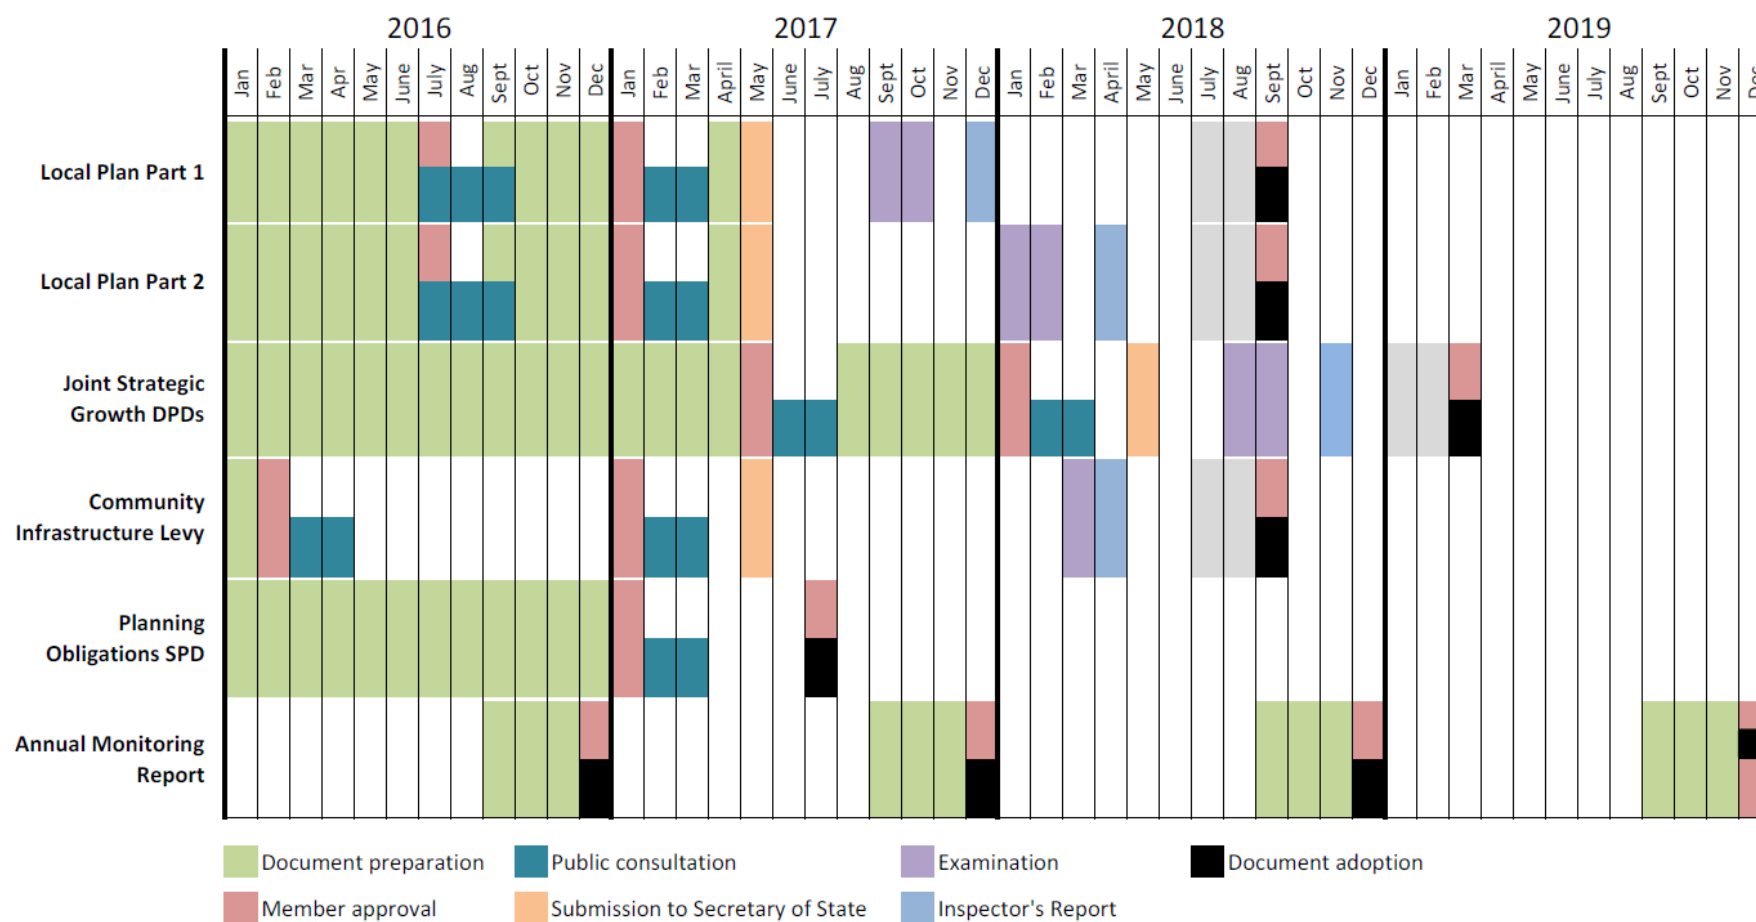 2016 2017 2018 2019
Jan Feb Mar Apr May June July Aug Sept Oct Nov Dec Jan Feb Mar April May June July Aug Sept Oct Nov Dec Jan Feb Mar April May June July Aug Sept Oct Nov Dec Jan Feb Mar April May June July Aug Sept Oct Nov Dec
Local Plan Part 1
Local Plan Part 2
Joint Strategic
Growth DPDs
Community
Infrastructure Levy
Planning
Obligations SPD
Annual Monitoring
Report
Document preparation Public consultation Examination Document adoption
Member approval Submission to Secretary of State Inspector's Report